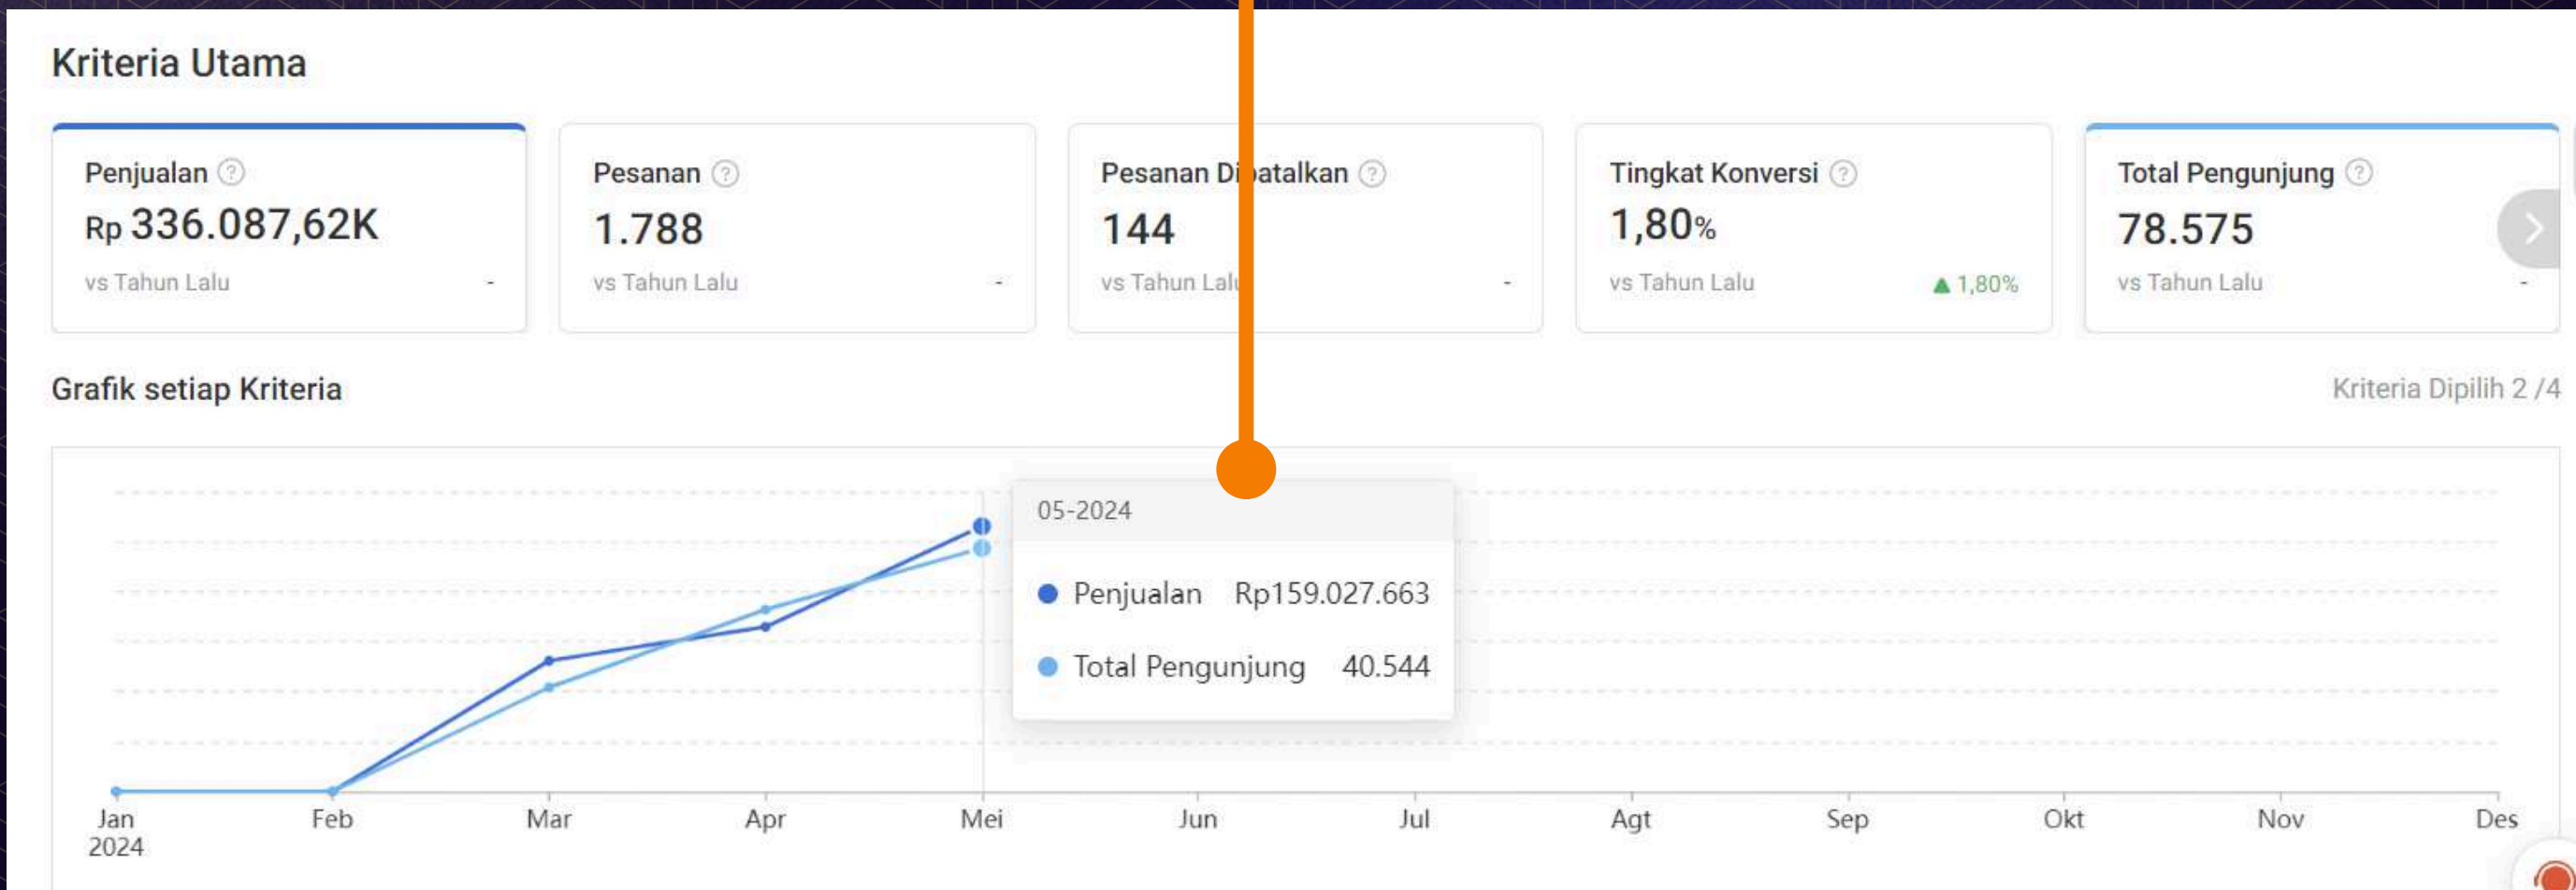 Kriteria Utama
Penjualan ?
Rp 336.087,62K
vs Tahun Lalu -
Pesanan ?
1.788
vs Tahun Lalu -
Pesanan Dibatalkan ?
144
vs Tahun Lalu -
Tingkat Konversi ?
1,80%
vs Tahun Lalu ▲ 1,80%
Total Pengunjung ?
78.575
vs Tahun Lalu -
Grafik setiap Kriteria
Kriteria Dipilih 2 /4
05-2024
Penjualan Rp159.027.663
Total Pengunjung 40.544
Jan Feb Mar Apr Mei Jun Jul Agt Sep Okt Nov Des
2024